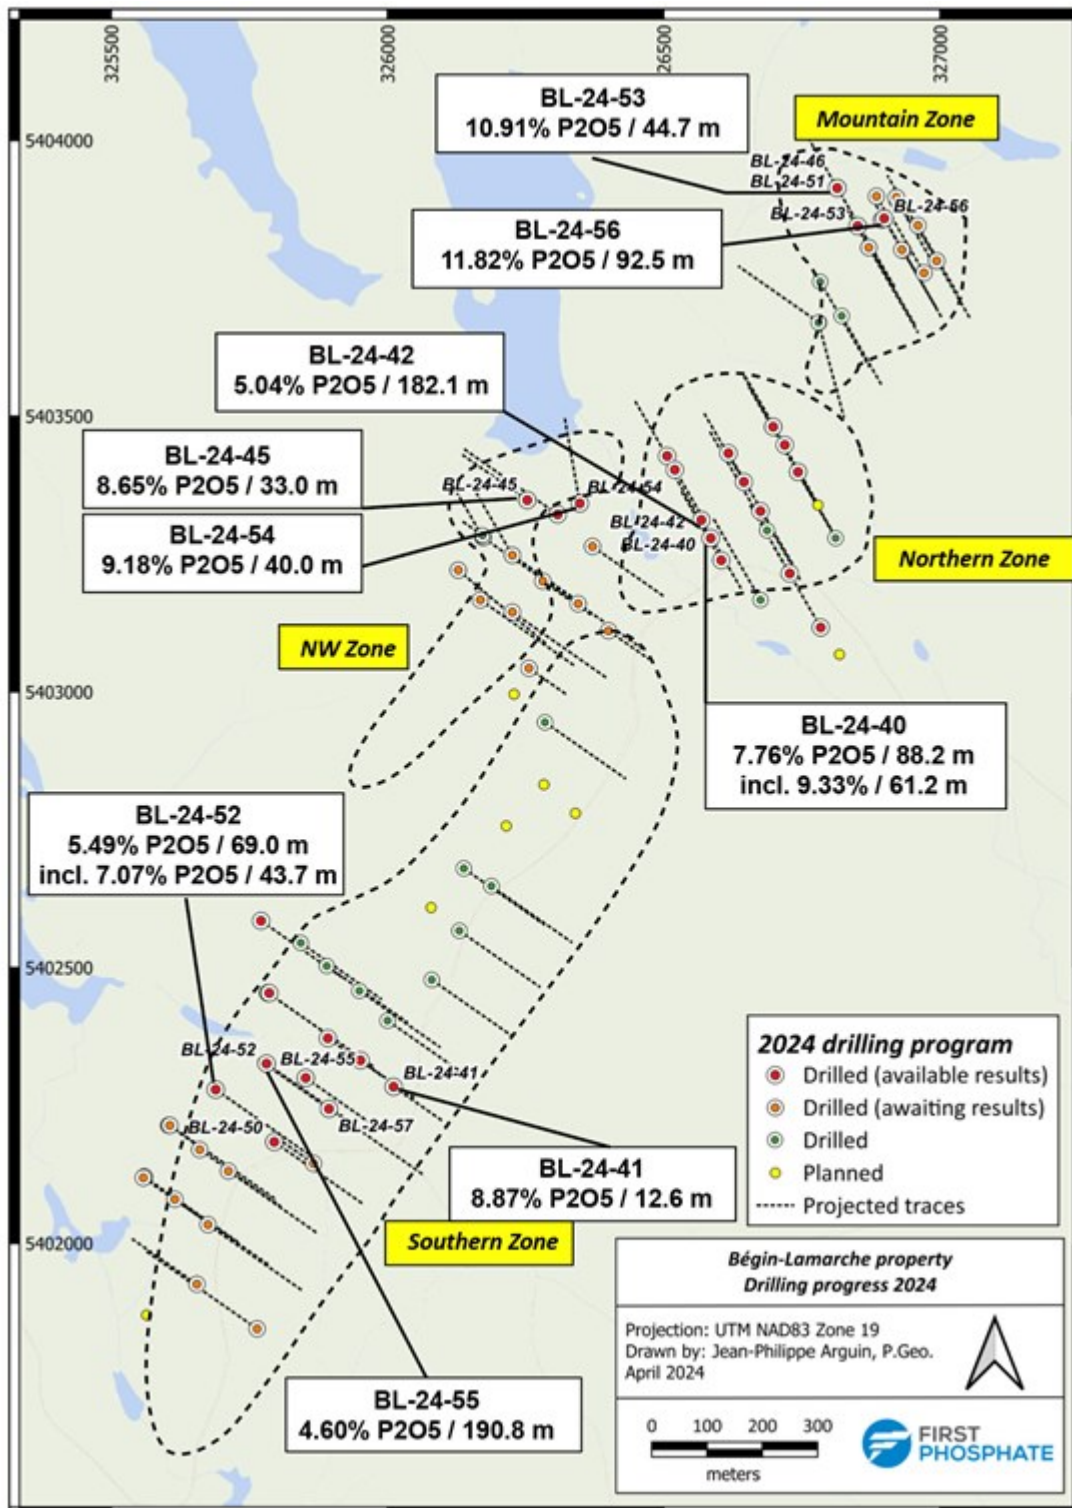 325500
326000
326500
327000
BL-24-53
10.91% P2O5 / 44.7 m
Mountain Zone
5404000
BL-24-46
BL-24-51
BL-24-53
BL-24-56
BL-24-56
11.82% P2O5 / 92.5 m
BL-24-42
5.04% P2O5 / 182.1 m
5403500
BL-24-45
8.65% P2O5 / 33.0 m
BL-24-45
BL-24-54
BL-24-54
9.18% P2O5 / 40.0 m
BL-24-42
BL-24-40
Northern Zone
NW Zone
5403000
BL-24-40
7.76% P2O5 / 88.2 m
incl. 9.33% / 61.2 m
BL-24-52
5.49% P2O5 / 69.0 m
incl. 7.07% P2O5 / 43.7 m
5402500
BL-24-52
BL-24-55
BL-24-41
BL-24-57
BL-24-50
2024 drilling program
Drilled (available results)
Drilled (awaiting results)
Drilled
Planned
Projected traces
BL-24-41
8.87% P2O5 / 12.6 m
5402000
Southern Zone
BL-24-55
4.60% P2O5 / 190.8 m
Bégin-Lamarche property
Drilling progress 2024
Projection: UTM NAD83 Zone 19
Drawn by: Jean-Philippe Arguin, P.Geo.
April 2024
0 100 200 300
meters
FIRST
PHOSPHATE